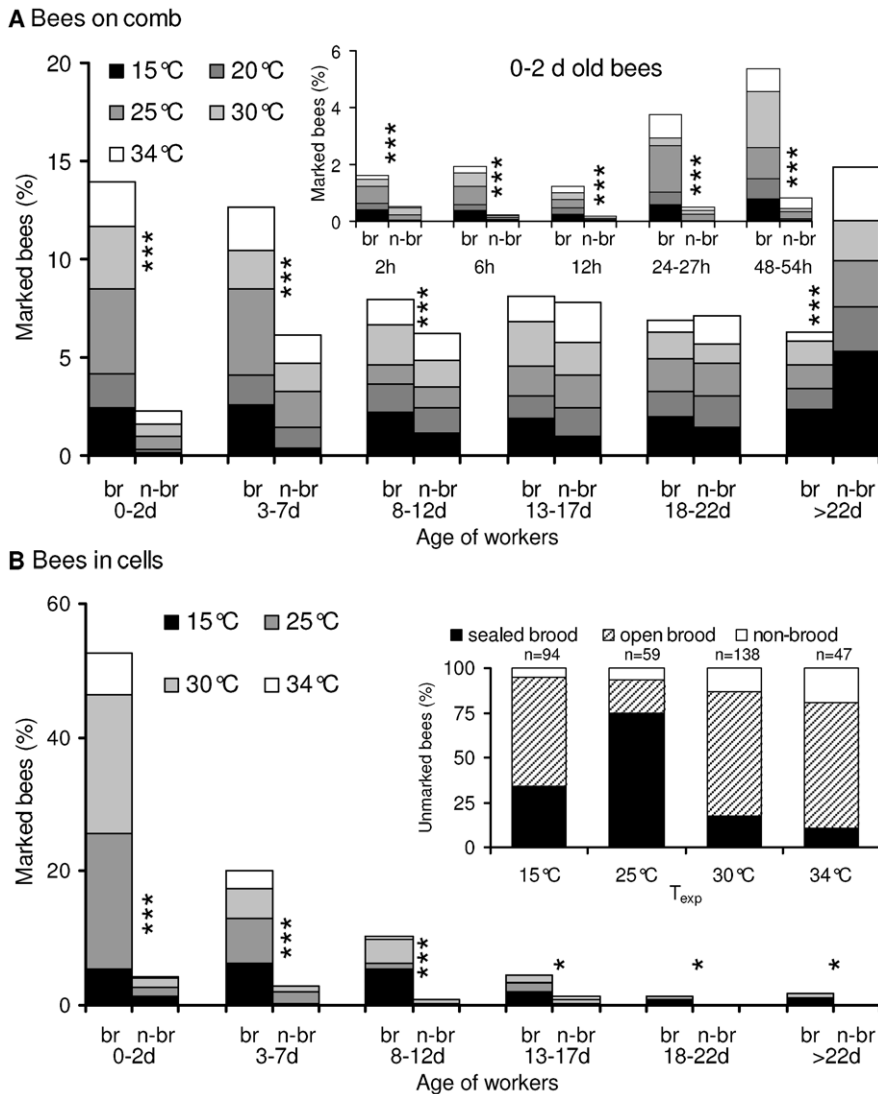 A Bees on comb
Marked bees (%)
20
15
10
5
0
15°C 20°C
25°C 30°C
34°C
0-2 d old bees
Marked bees (%)
6
4
2
0
*** *** *** *** ***
br n-br br n-br br n-br br n-br br n-br
2h 6h 12h 24-27h 48-54h
*** *** *** ***
br n-br br n-br br n-br br n-br br n-br br n-br
0-2d 3-7d 8-12d 13-17d 18-22d >22d
Age of workers
B Bees in cells
Marked bees (%)
60
40
20
0
15°C 25°C
30°C 34°C
sealed brood open brood non-brood
n=94 n=59 n=138 n=47
Unmarked bees (%)
100
75
50
25
0
15°C 25°C 30°C 34°C
Texp
*** *** *** * * *
br n-br br n-br br n-br br n-br br n-br br n-br
0-2d 3-7d 8-12d 13-17d 18-22d >22d
Age of workers